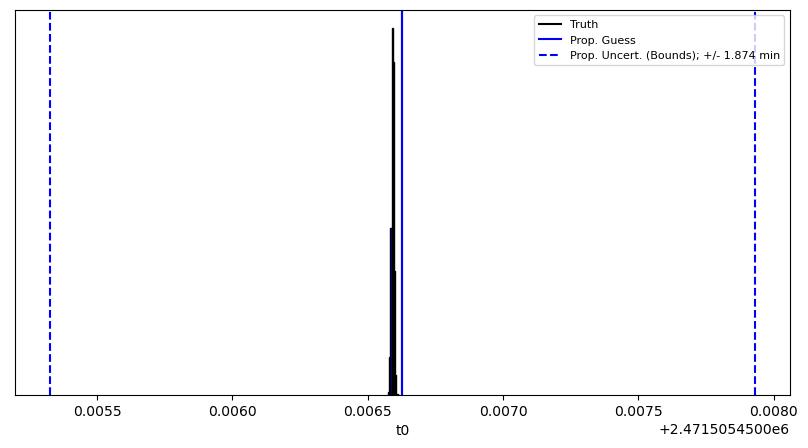 Truth
Prop. Guess
Prop. Uncert. (Bounds); +/- 1.874 min
0.0055 0.0060 0.0065 0.0070 0.0075 0.0080
t0
+2.4715054500e6